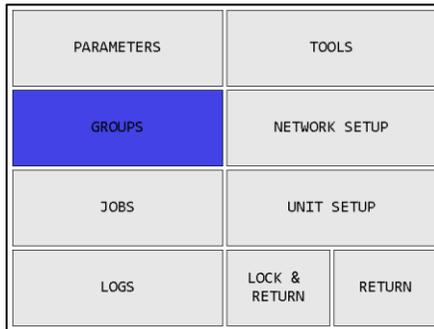 PARAMETERS
TOOLS
GROUPS
NETWORK SETUP
JOBS
UNIT SETUP
LOGS
LOCK &
RETURN
RETURN